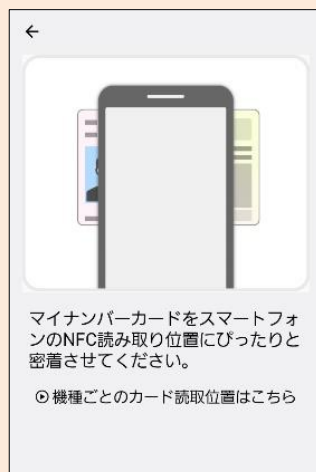 マイナンバーカードをスマートフォ
ンのNFC読み取り位置にぴったりと
密着させてください。
機種ごとのカード読取位置はこちら